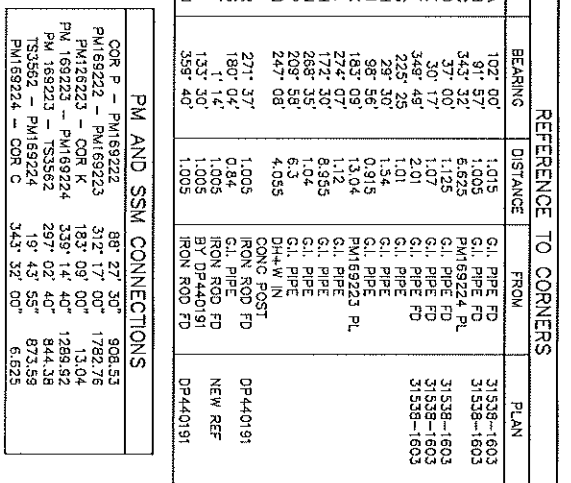 REFERENCE TO CORNERS
BEARING DISTANCE FROM PLAN
102° 00' 1.015 G.I. PIPE FD 31538-1603
91° 57' 1.005 G.I. PIPE FD 31538-1603
343° 32' 6.625 PM169224 PL
37° 00' 1.125 G.I. PIPE
30° 17' 1.07 G.I. PIPE FD 31538-1603
349° 49' 2.01 G.I. PIPE FD 31538-1603
225° 25 1.01 G.I. PIPE FD 31538-1603
29° 30' 1.54 G.I. PIPE
98° 56' 0.915 G.I. PIPE
183° 09' 13.04 PM169223 PL
274° 07' 1.12 G.I. PIPE
172° 30' 8.955 G.I. PIPE
268° 35' 1.04 G.I. PIPE
209° 58' 6.3 G.I. PIPE
247° 08' 4.055 DH+W IN
CONC POST
271° 37' 1.005 IRON ROD FD DP440191
180° 04' 0.84 G.I. PIPE
1° 14' 1.005 IRON ROD FD NEW REF
133° 30' 1.005 BY DP440191
359° 40' 1.005 IRON ROD FD DP440191
PM AND SSM CONNECTIONS
COR P - PM169222 88° 27' 30" 908.53
PM169222 - PM169223 312° 17' 00" 1782.76
PM126223 - COR K 183° 09' 00" 13.04
PM 169223 - PM169224 339° 14' 40" 1289.92
PM 169223 - TS3562 297° 02' 40" 844.38
TS3562 - PM169224 19° 43' 55" 873.59
PM169224 - COR C 343° 32' 00" 6.625